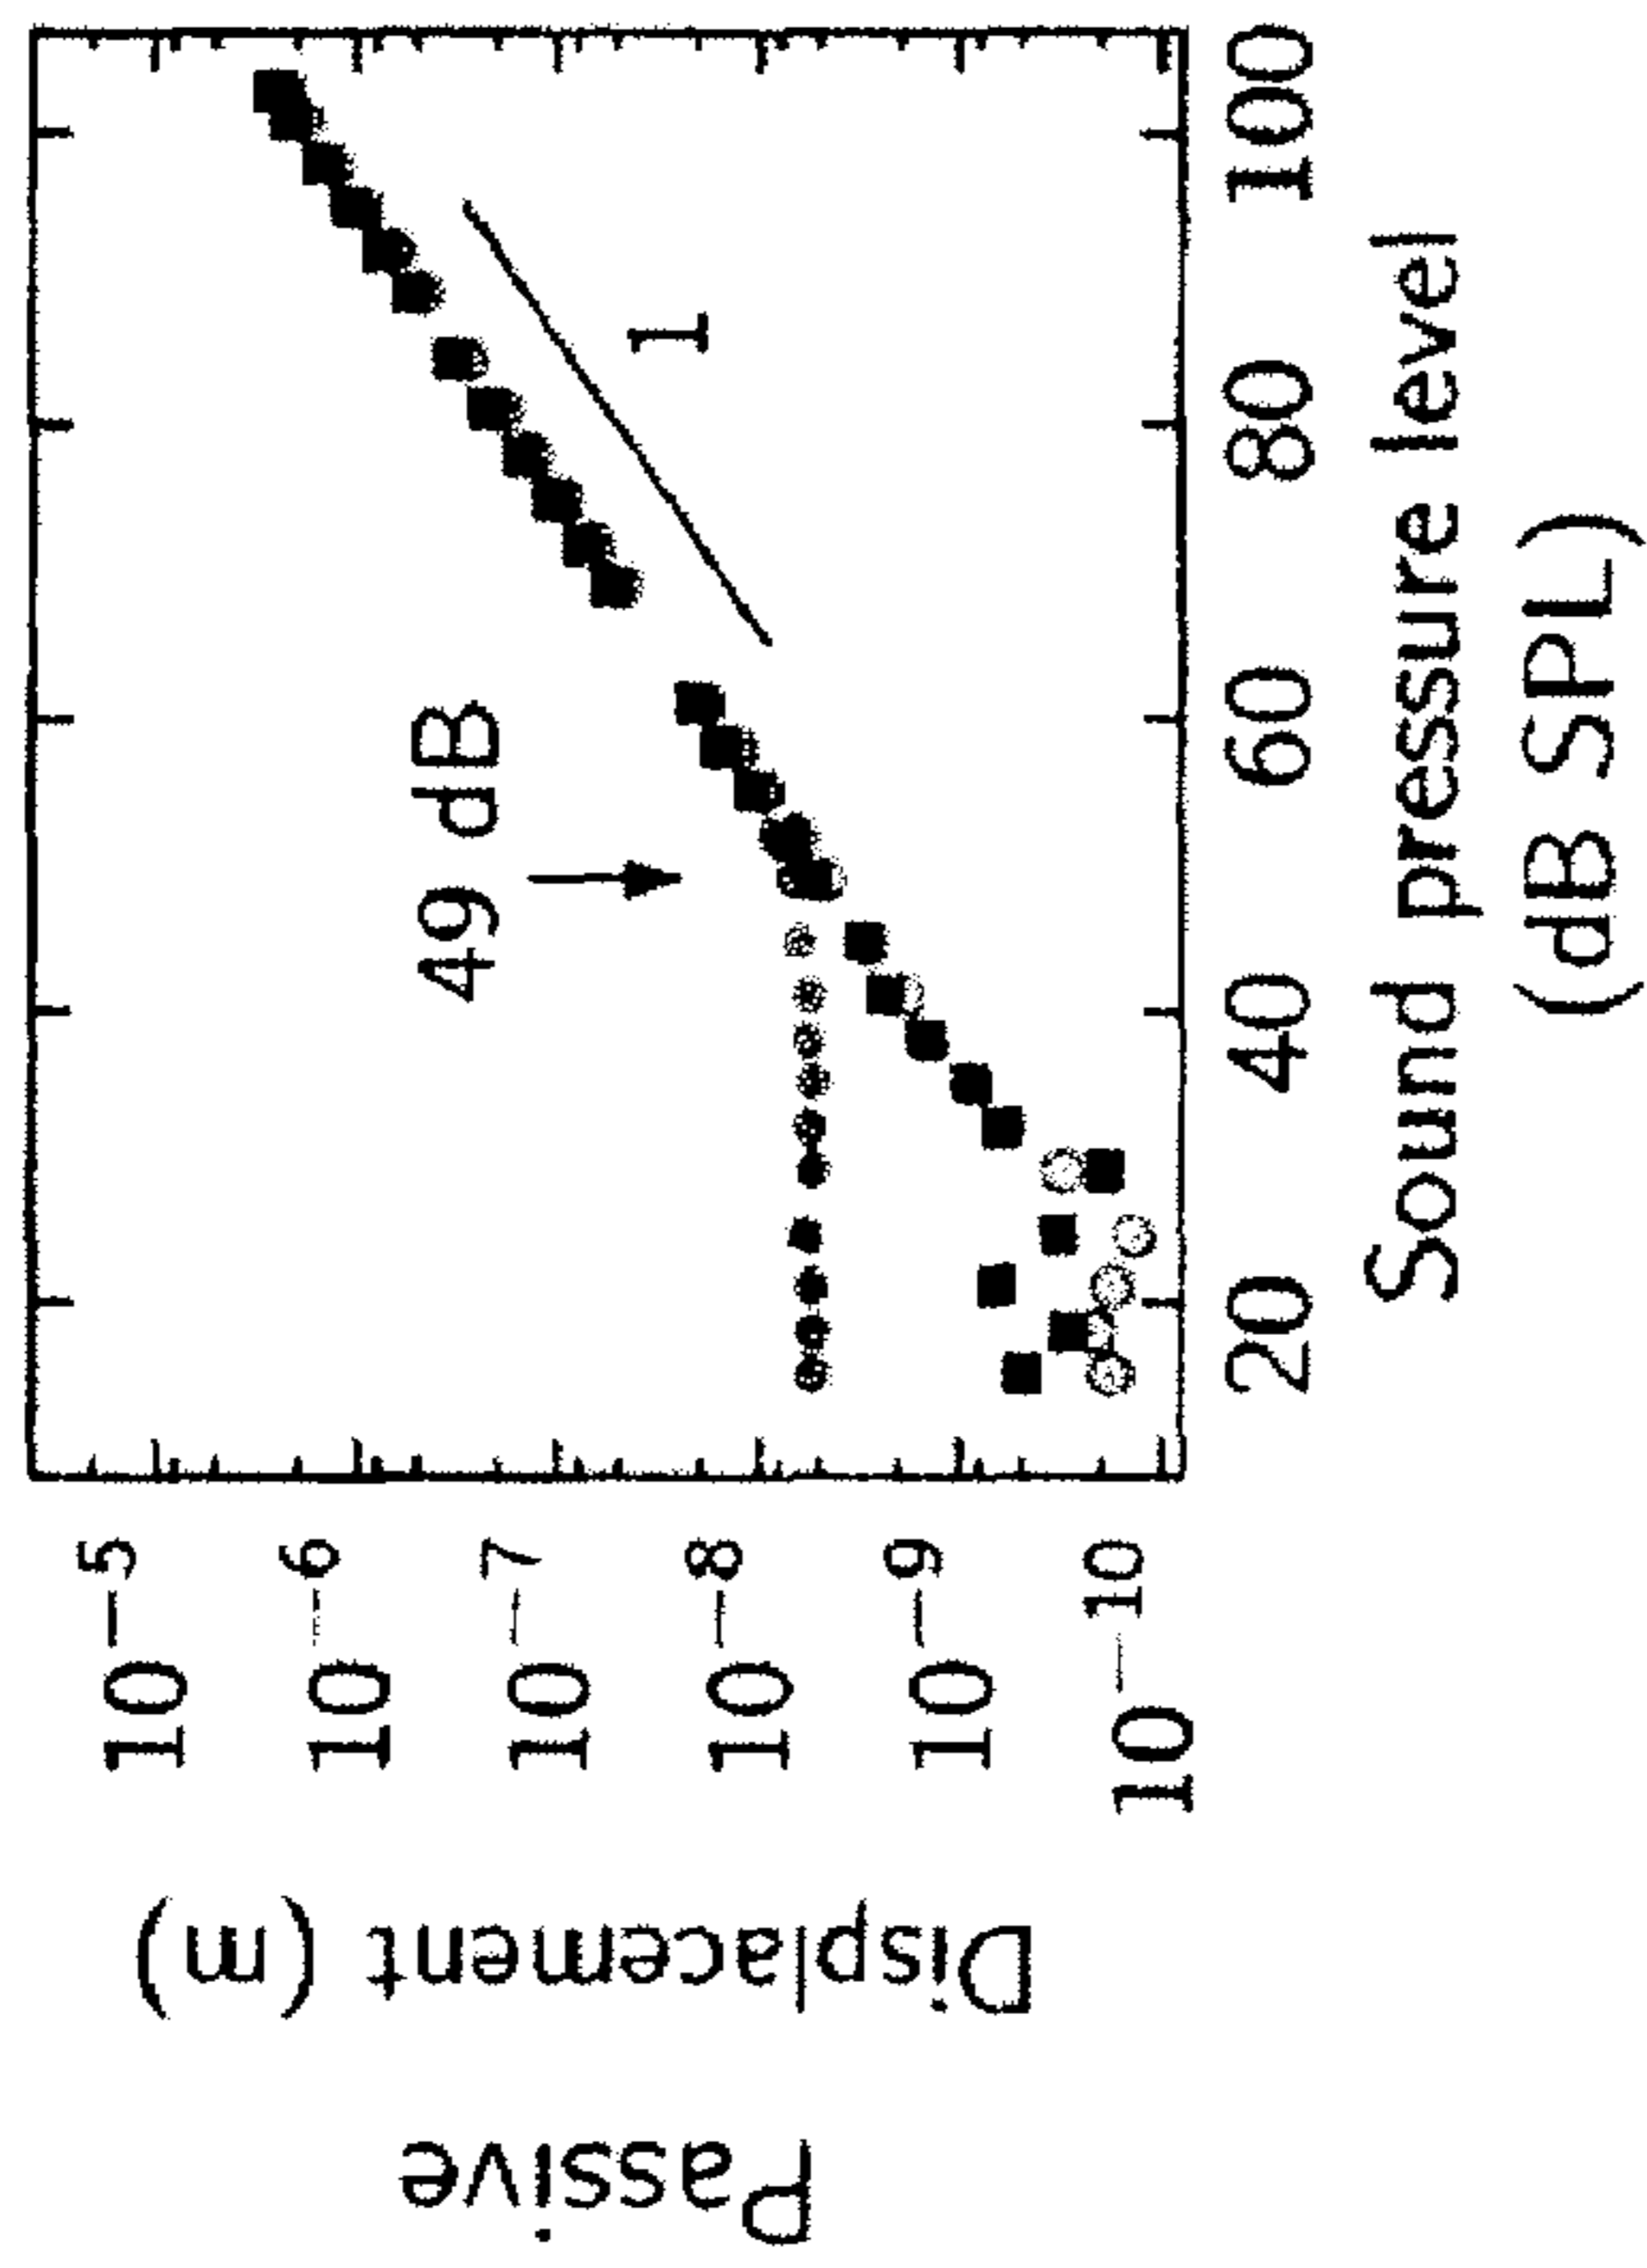 Passive
Displacement (m)
10−5
10−6
10−7
10−8
10−9
10−10
49 dB
1
20 40 60 80 100
Sound pressure level
(dB SPL)